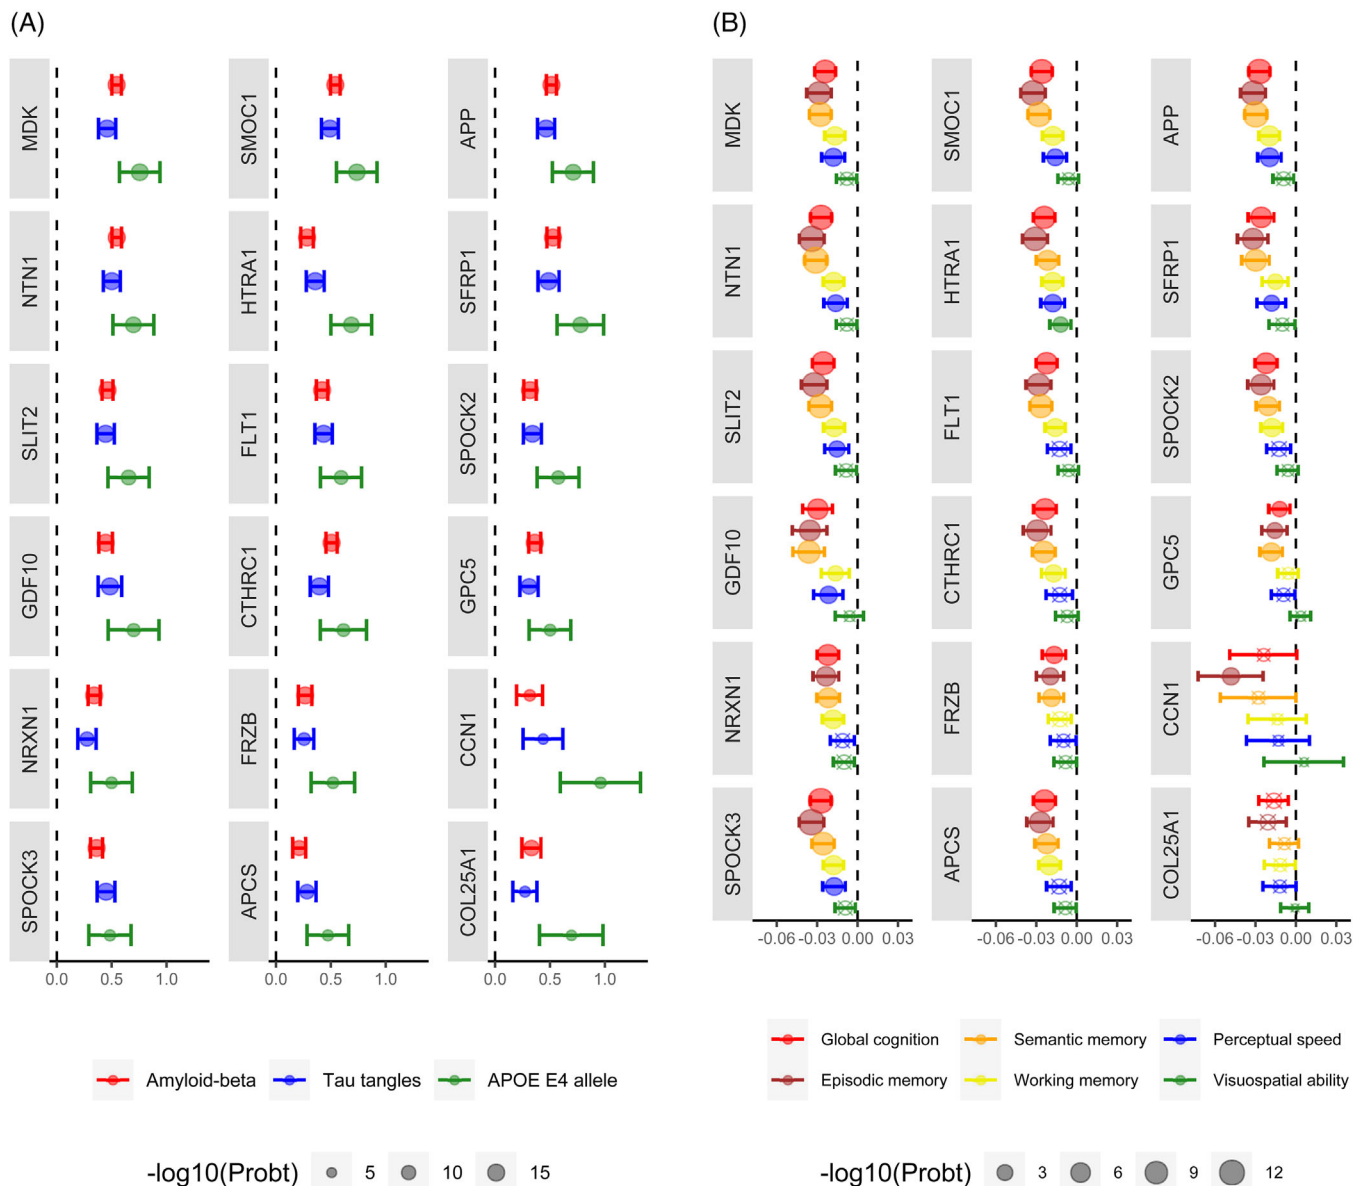 (A)
(B)
MDK
SMOC1
APP
NTN1
HTRA1
SFRP1
SLIT2
FLT1
SPOCK2
GDF10
CTHRC1
GPC5
NRXN1
FRZB
CCN1
SPOCK3
APCS
COL25A1
0.0 0.5 1.0
0.0 0.5 1.0
0.0 0.5 1.0
Amyloid-beta Tau tangles APOE E4 allele
-log10(Probt) 5 10 15
MDK
SMOC1
APP
NTN1
HTRA1
SFRP1
SLIT2
FLT1
SPOCK2
GDF10
CTHRC1
GPC5
NRXN1
FRZB
CCN1
SPOCK3
APCS
COL25A1
-0.06 -0.03 0.00 0.03
-0.06 -0.03 0.00 0.03
-0.06 -0.03 0.00 0.03
Global cognition Semantic memory Perceptual speed
Episodic memory Working memory Visuospatial ability
-log10(Probt) 3 6 9 12